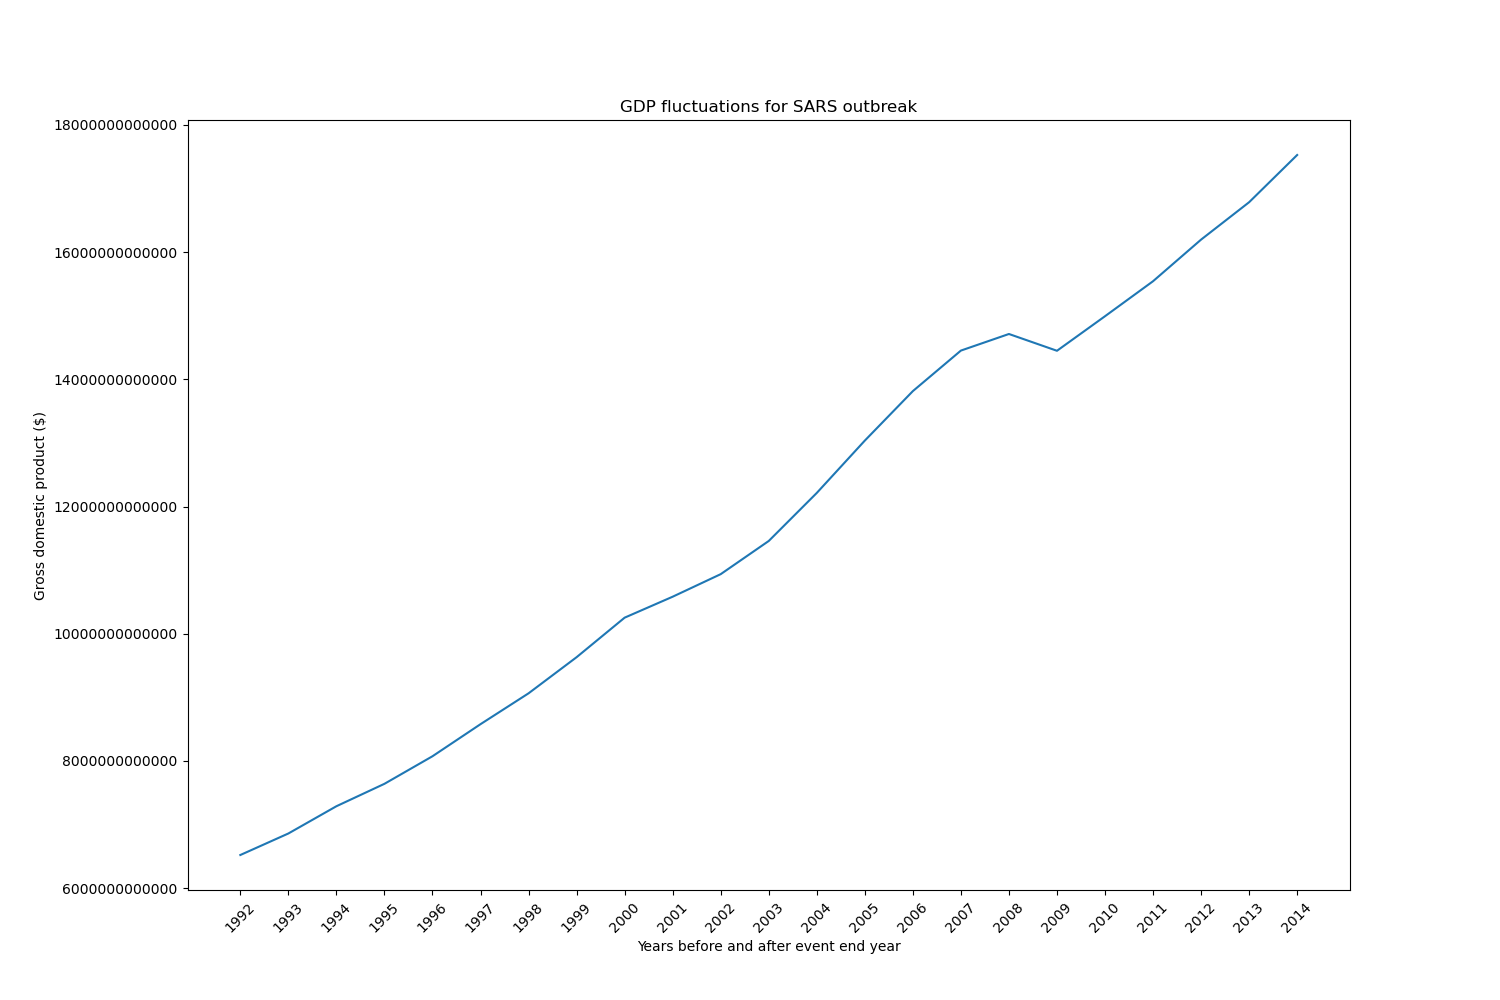 GDP fluctuations for SARS outbreak
18000000000000
16000000000000
14000000000000
12000000000000
10000000000000
8000000000000
6000000000000
Gross domestic product ($)
1992 1993 1994 1995 1996 1997 1998 1999 2000 2001 2002 2003 2004 2005 2006 2007 2008 2009 2010 2011 2012 2013 2014
Years before and after event end year